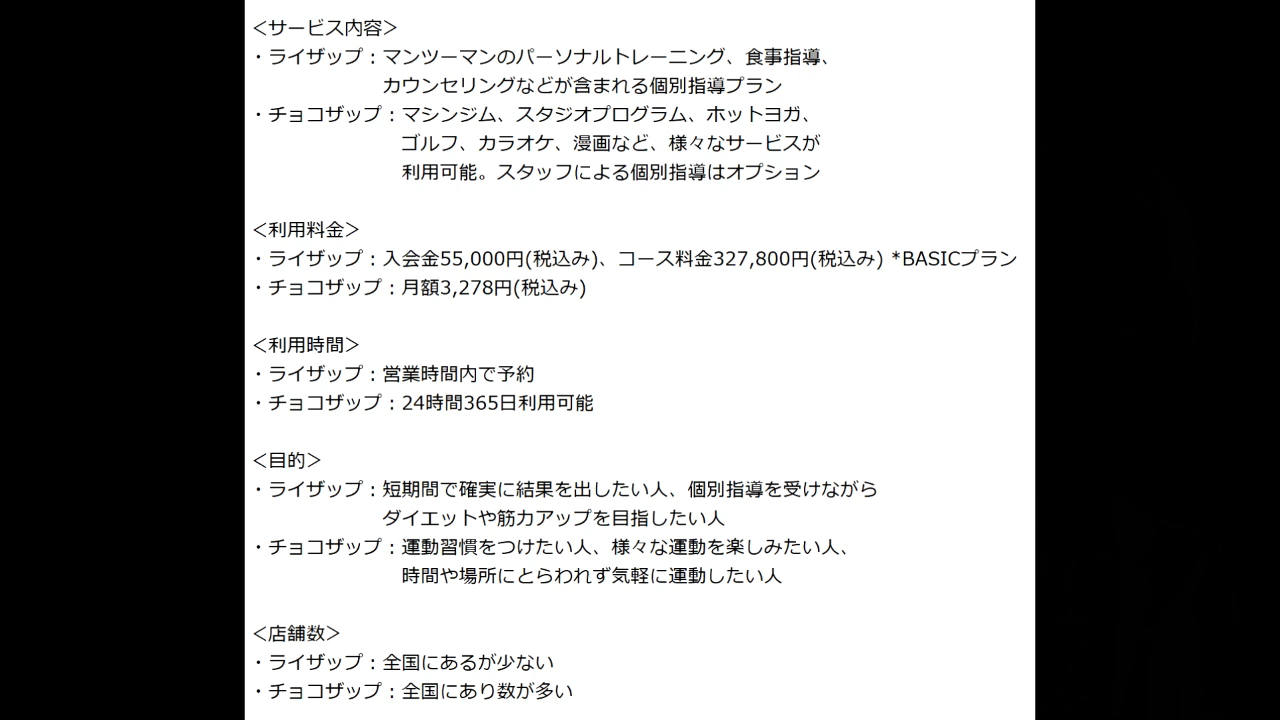 ＜サービス内容＞
・ライザップ：マンツーマンのパーソナルトレーニング、食事指導、
カウンセリングなどが含まれる個別指導プラン
・チョコザップ：マシンジム、スタジオプログラム、ホットヨガ、
ゴルフ、カラオケ、漫画など、様々なサービスが
利用可能。スタッフによる個別指導はオプション
＜利用料金＞
・ライザップ：入会金55,000円(税込み)、コース料金327,800円(税込み) *BASICプラン
・チョコザップ：月額3,278円(税込み)
＜利用時間＞
・ライザップ：営業時間内で予約
・チョコザップ：24時間365日利用可能
＜目的＞
・ライザップ：短期間で確実に結果を出したい人、個別指導を受けながら
ダイエットや筋力アップを目指したい人
・チョコザップ：運動習慣をつけたい人、様々な運動を楽しみたい人、
時間や場所にとらわれず気軽に運動したい人
＜店舗数＞
・ライザップ：全国にあるが少ない
・チョコザップ：全国にあり数が多い